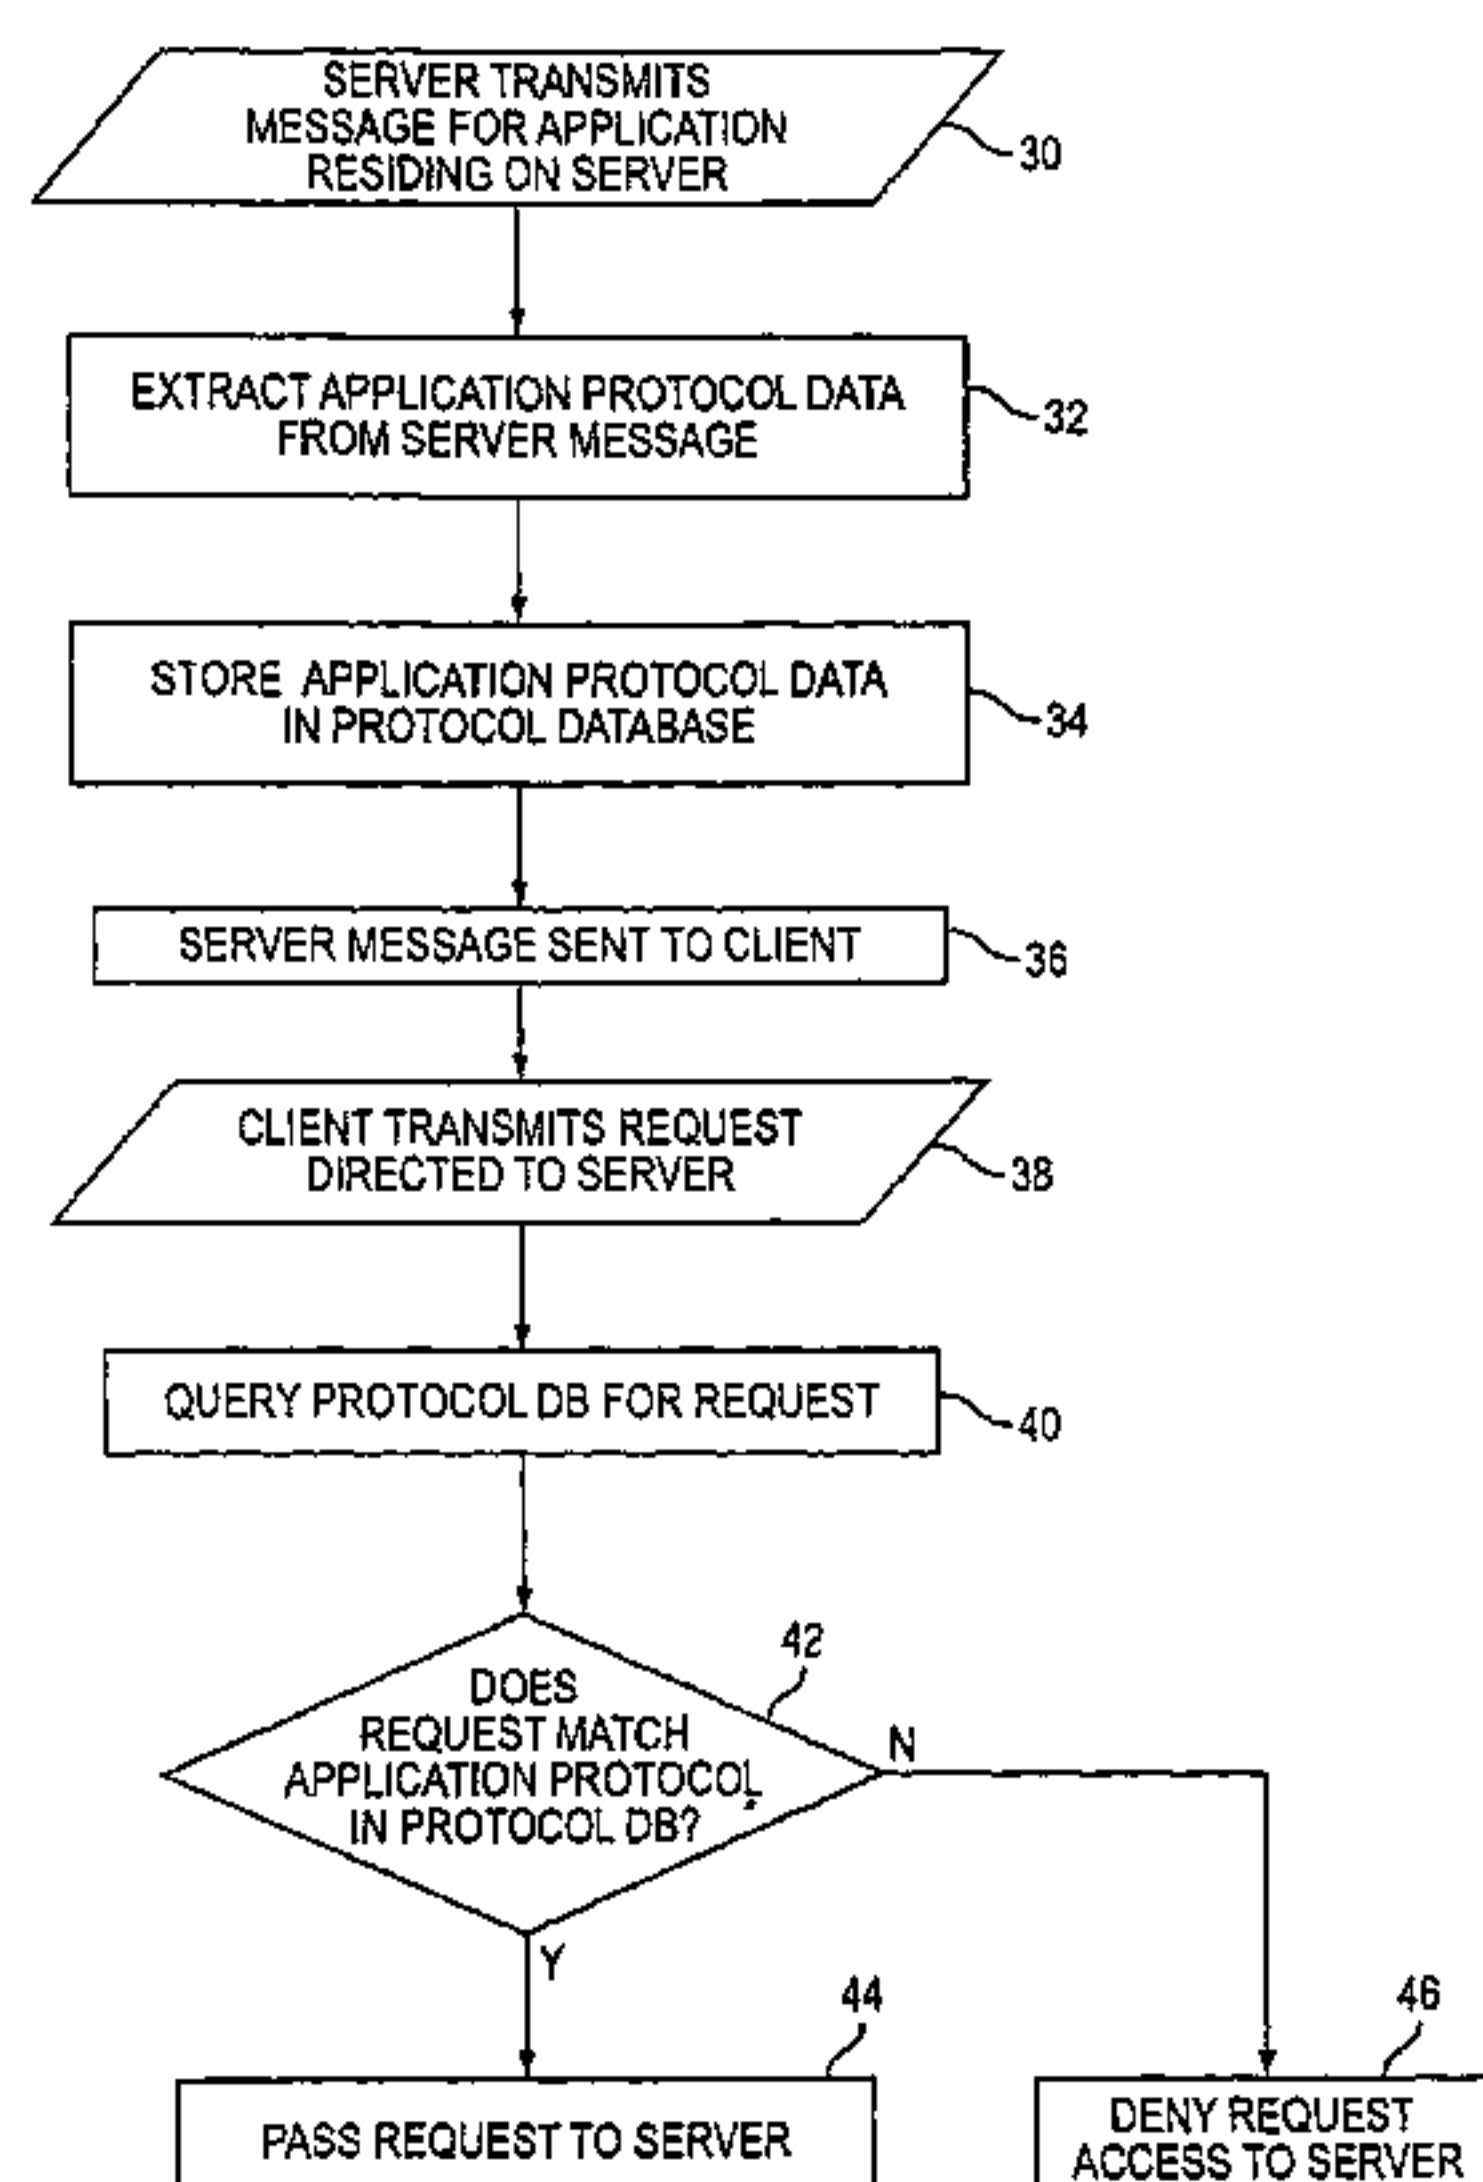 SERVER TRANSMITS
MESSAGE FOR APPLICATION
RESIDING ON SERVER
30
EXTRACT APPLICATION PROTOCOL DATA
FROM SERVER MESSAGE
32
STORE APPLICATION PROTOCOL DATA
IN PROTOCOL DATABASE
34
SERVER MESSAGE SENT TO CLIENT
36
CLIENT TRANSMITS REQUEST
DIRECTED TO SERVER
38
QUERY PROTOCOL DB FOR REQUEST
40
42
DOES
REQUEST MATCH
APPLICATION PROTOCOL
IN PROTOCOL DB?
N
Y
44
PASS REQUEST TO SERVER
46
DENY REQUEST
ACCESS TO SERVER